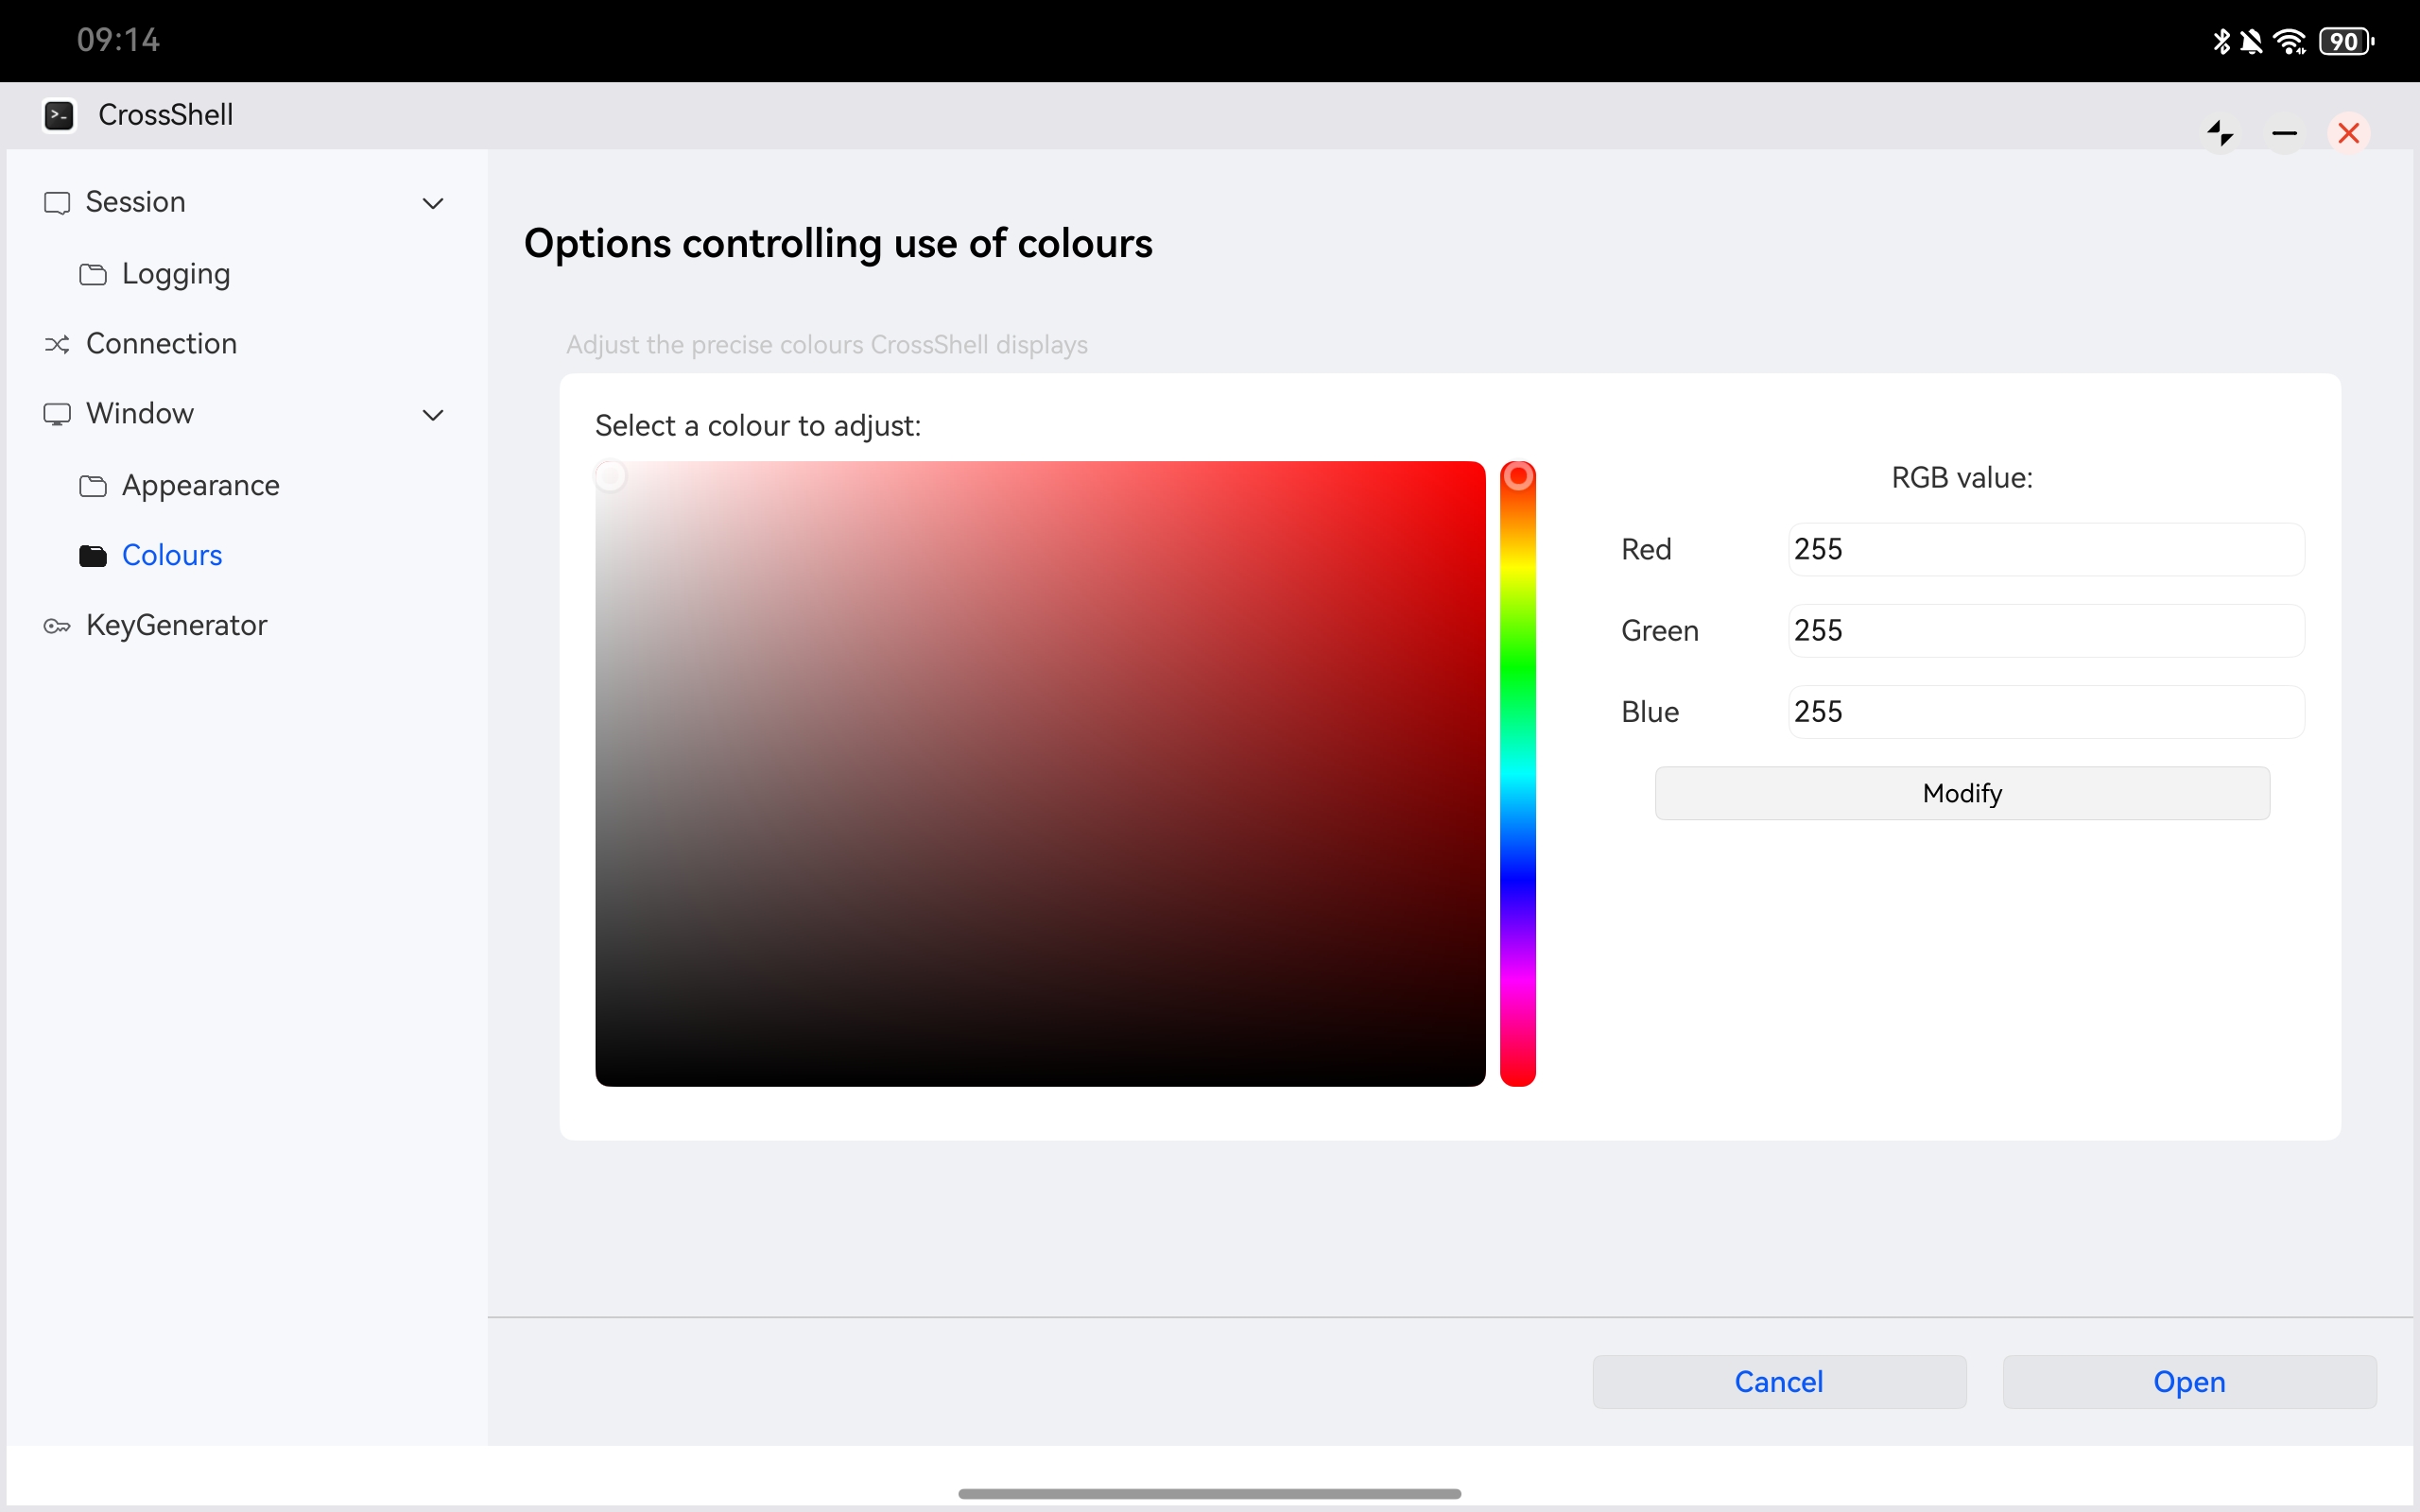 09:14
90
CrossShell
Session
Logging
Connection
Window
Appearance
Colours
KeyGenerator
Options controlling use of colours
Adjust the precise colours CrossShell displays
Select a colour to adjust:
RGB value:
Red 255
Green 255
Blue 255
Modify
Cancel Open